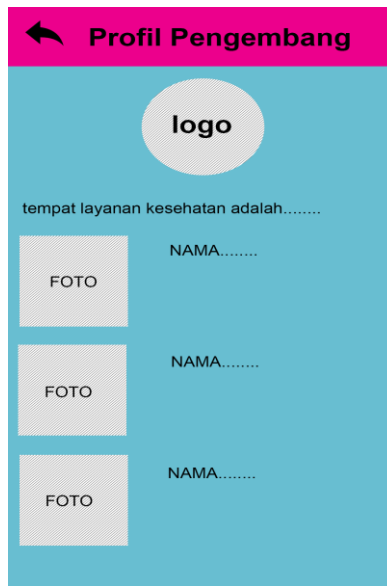 Profil Pengembang
logo
tempat layanan kesehatan adalah........
NAMA........
FOTO
NAMA........
FOTO
NAMA........
FOTO